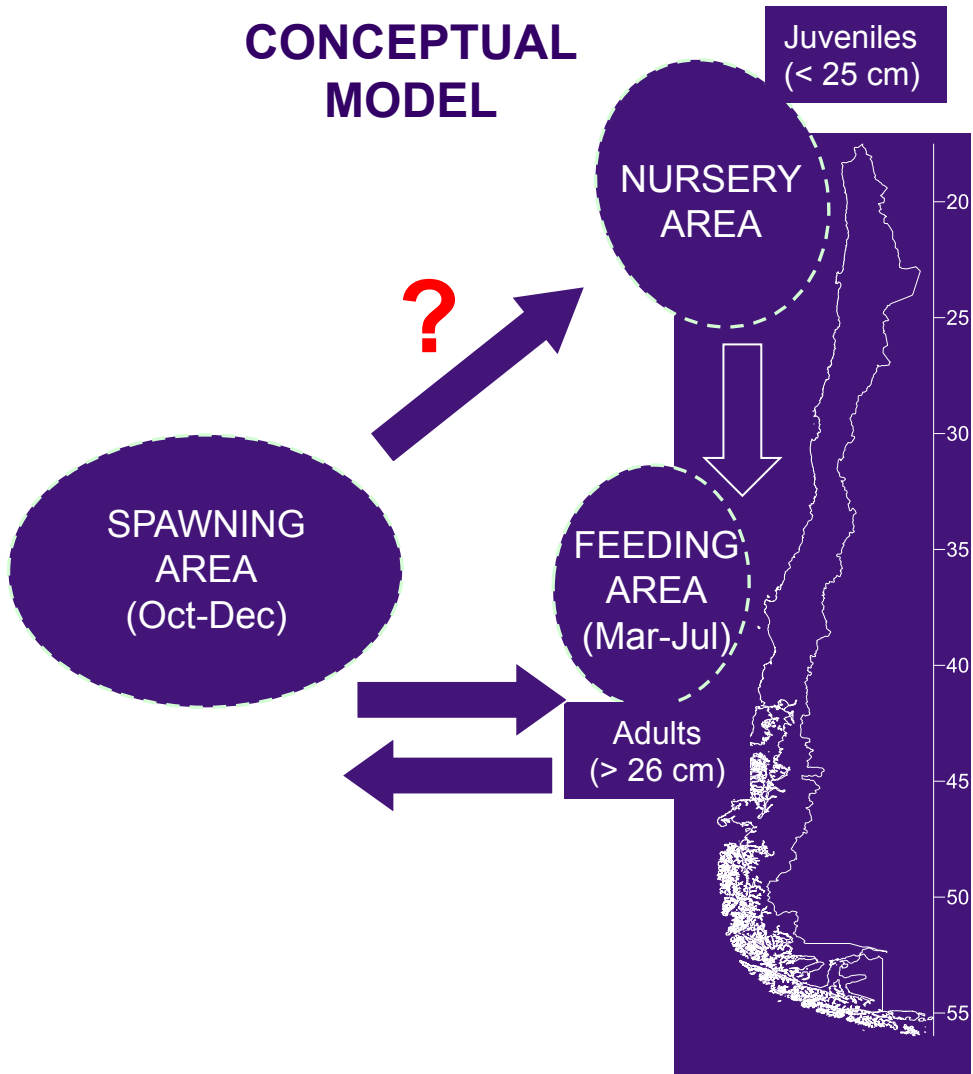 CONCEPTUAL
MODEL
Juveniles
(< 25 cm)
NURSERY
AREA
?
SPAWNING
AREA
(Oct-Dec)
FEEDING
AREA
(Mar-Jul)
Adults
(> 26 cm)
20
25
30
35
40
45
50
55